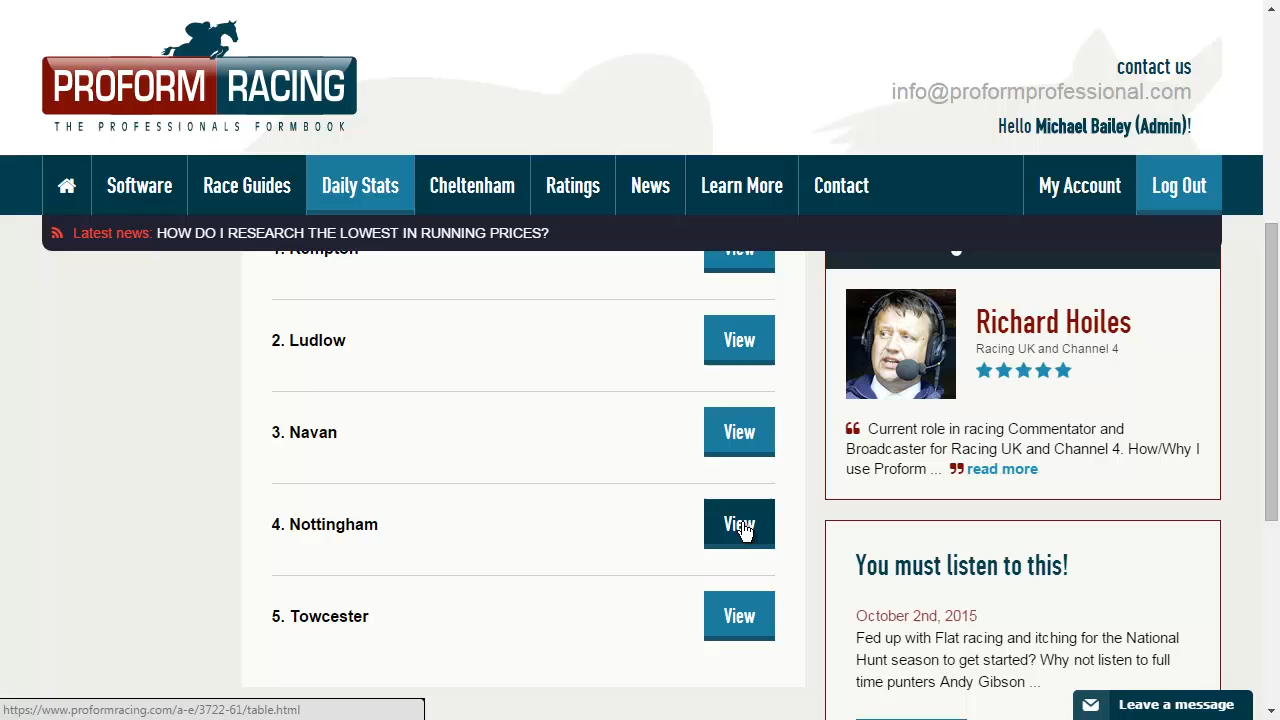 PROFORM RACING
THE PROFESSIONALS FORMBOOK
contact us
info@proformprofessional.com
Hello Michael Bailey (Admin)!
Software
Race Guides
Daily Stats
Cheltenham
Ratings
News
Learn More
Contact
My Account
Log Out
Latest news: HOW DO I RESEARCH THE LOWEST IN RUNNING PRICES?
1. Kempton
View
2. Ludlow
View
3. Navan
View
4. Nottingham
View
5. Towcester
View
Richard Hoiles
Racing UK and Channel 4
Current role in racing Commentator and
Broadcaster for Racing UK and Channel 4. How/Why I
use Proform ... read more
You must listen to this!
October 2nd, 2015
Fed up with Flat racing and itching for the National
Hunt season to get started? Why not listen to full
time punters Andy Gibson ...
Leave a message
https://www.proformracing.com/a-e/3722-61/table.html